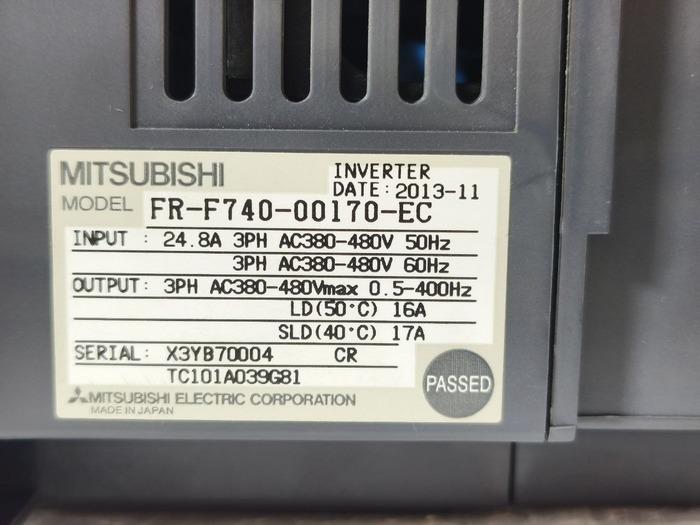 MITSUBISHI INVERTER
DATE: 2013-11
MODEL FR-F740-00170-EC
INPUT : 24.8A 3PH AC380-480V 50Hz
3PH AC380-480V 60Hz
OUTPUT: 3PH AC380-480Vmax 0.5-400Hz
LD(50°C) 16A
SLD(40°C) 17A
SERIAL: X3YB70004 CR
TC101A039G81
PASSED
MITSUBISHI ELECTRIC CORPORATION
MADE IN JAPAN